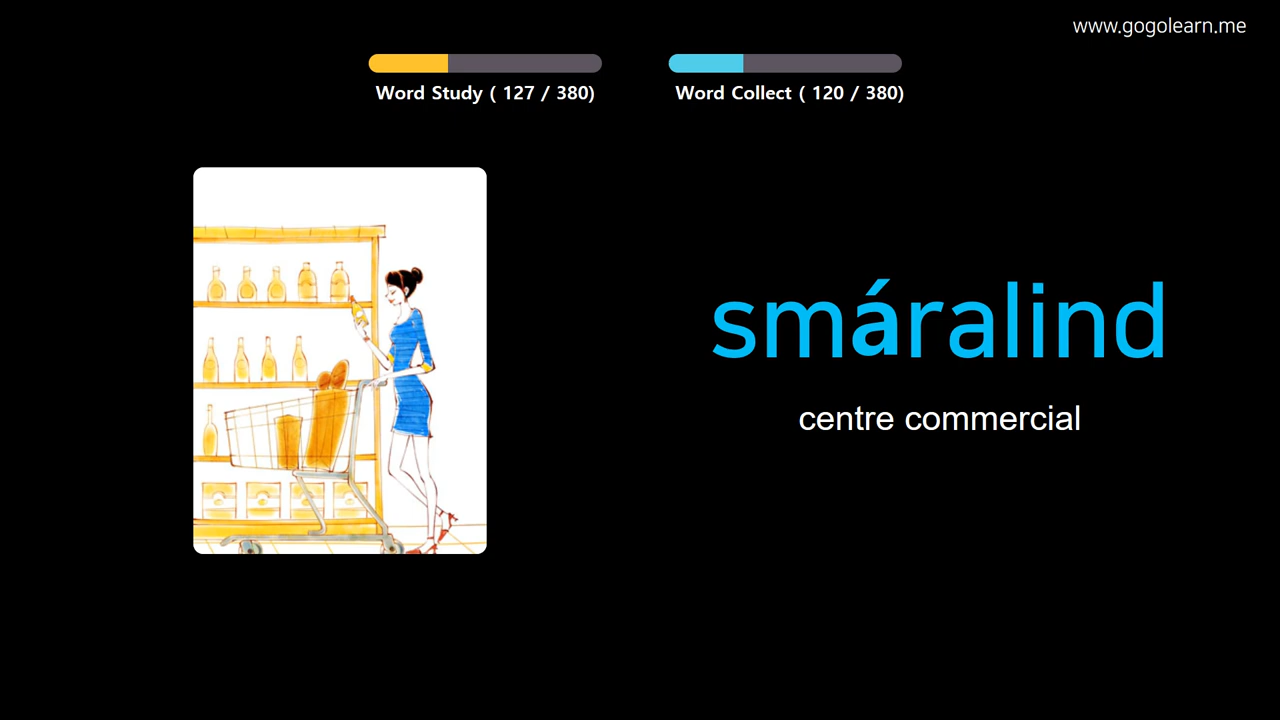 www.gogolearn.me
Word Study ( 127 / 380)
Word Collect ( 120 / 380)
smáralind
centre commercial